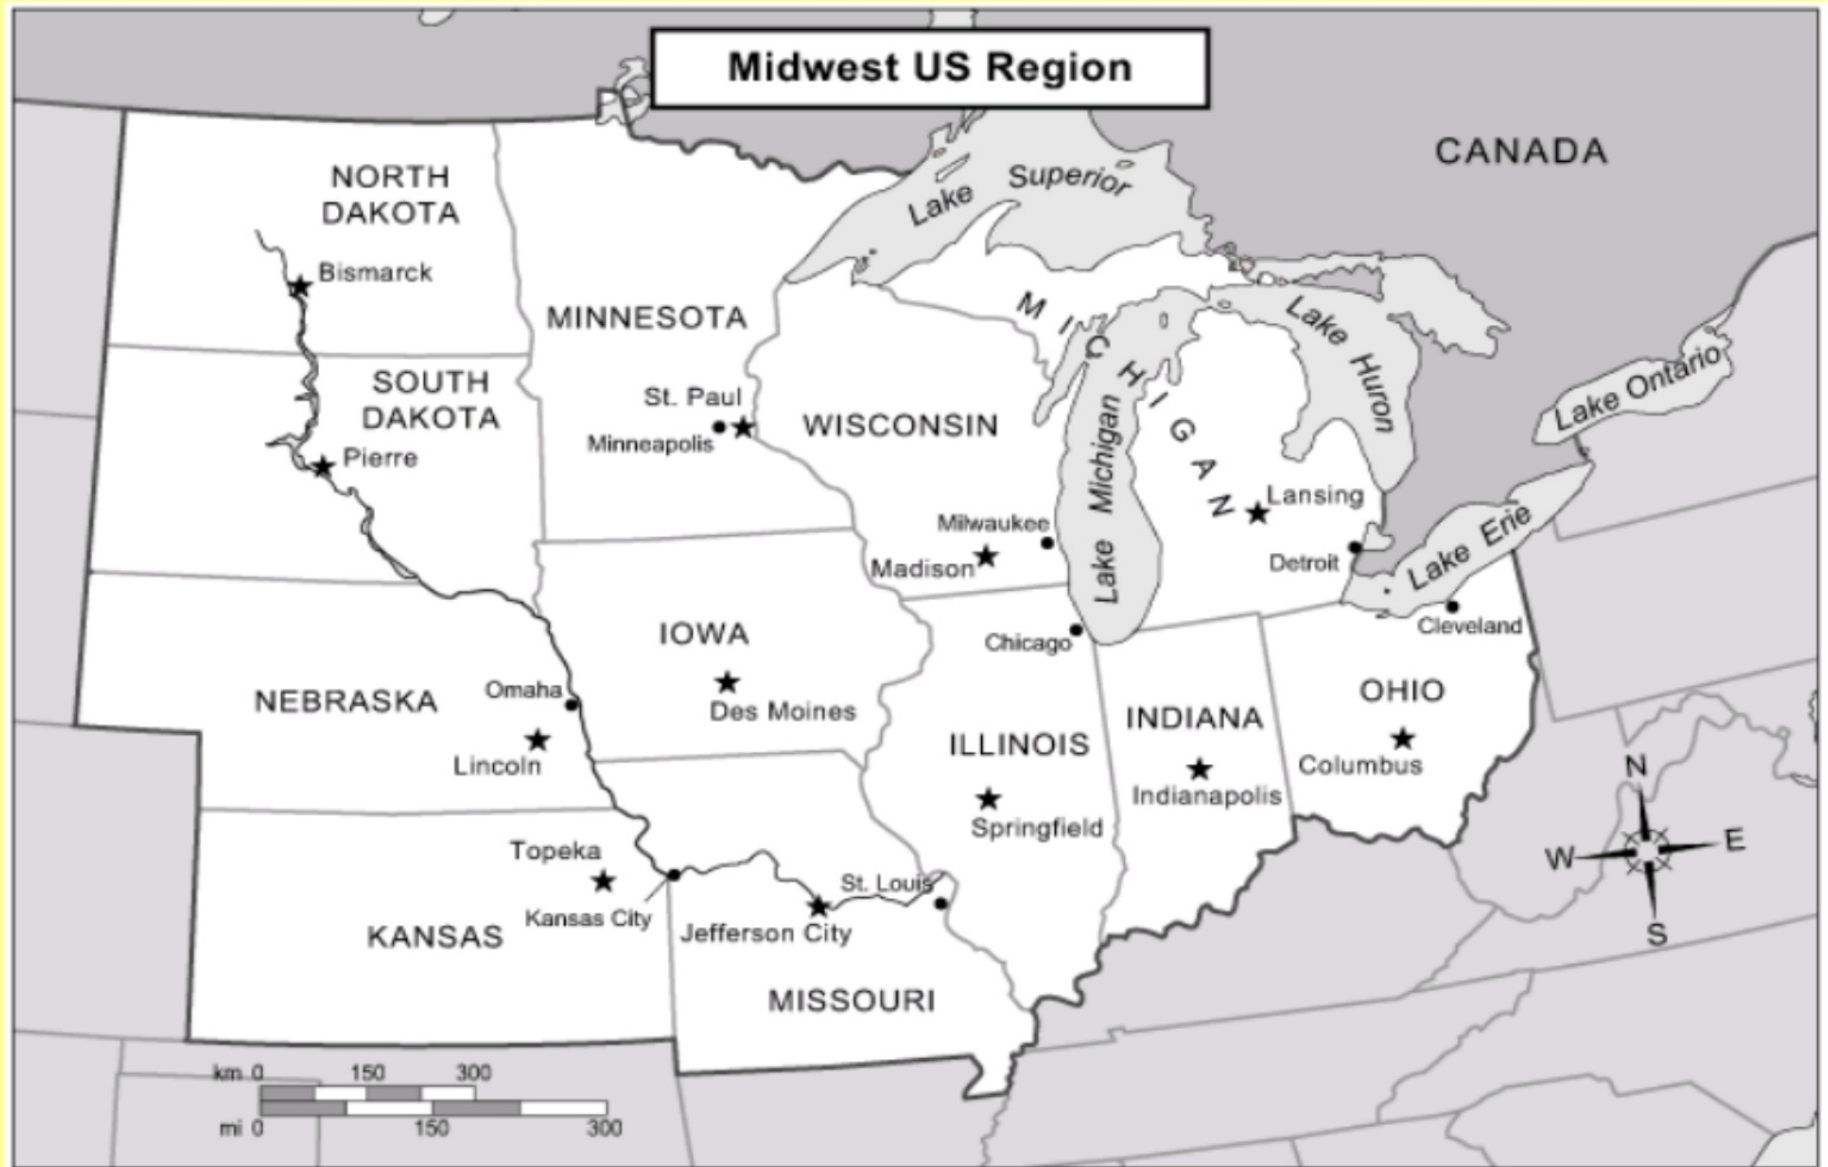 Midwest US Region
CANADA
NORTH
DAKOTA
Lake Superior
Bismarck
MINNESOTA
MICHIGAN
Lake Huron
SOUTH
DAKOTA
St. Paul
Minneapolis
WISCONSIN
Lake Ontario
Pierre
Lake Michigan
Lansing
Milwaukee
Madison
Detroit
Lake Erie
Cleveland
IOWA
Chicago
NEBRASKA
Omaha
Des Moines
Lincoln
ILLINOIS
INDIANA
OHIO
Columbus
Indianapolis
Springfield
N
W
E
S
Topeka
Kansas City
St. Louis
Jefferson City
KANSAS
MISSOURI
km 0 150 300
mi 0 150 300